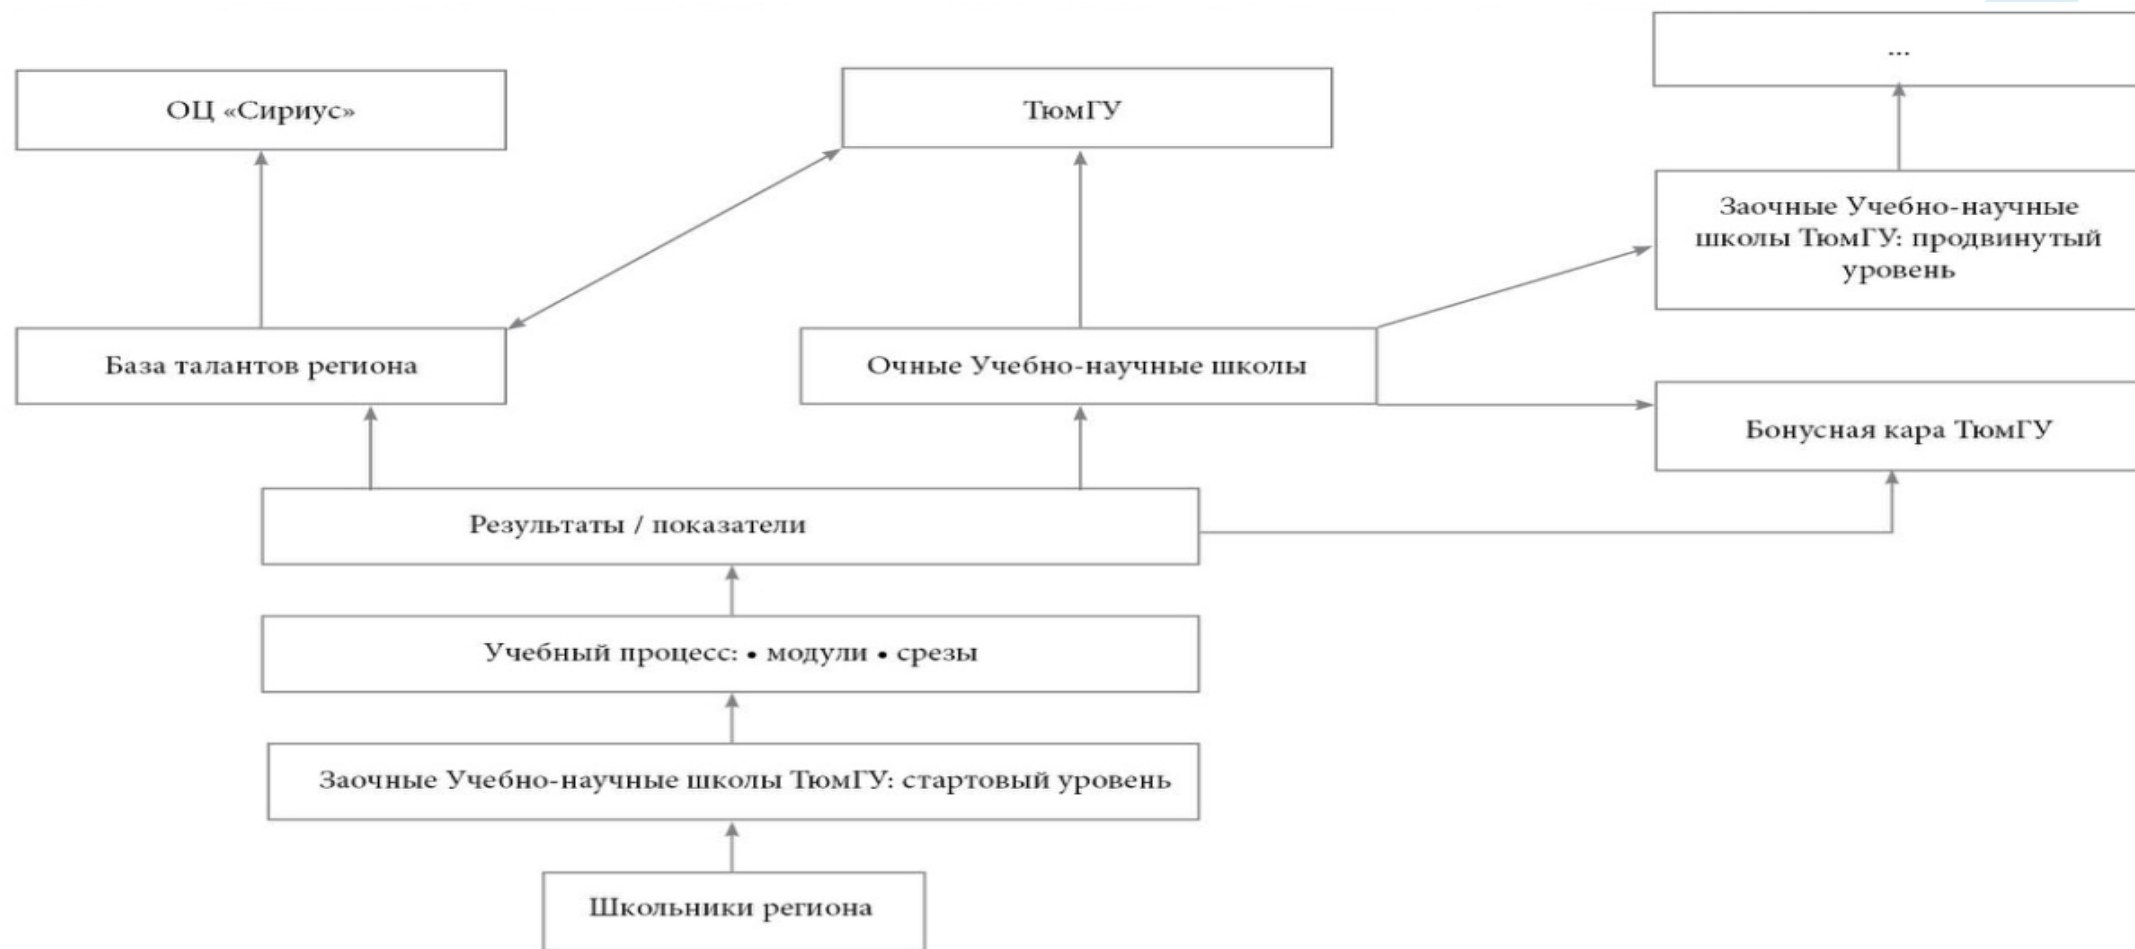 ...
ОЦ «Сириус»
ТюмГУ
Заочные Учебно-научные
школы ТюмГУ: продвинутый
уровень
База талантов региона
Очные Учебно-научные школы
Бонусная кара ТюмГУ
Результаты / показатели
Учебный процесс: • модули • срезы
Заочные Учебно-научные школы ТюмГУ: стартовый уровень
Школьники региона